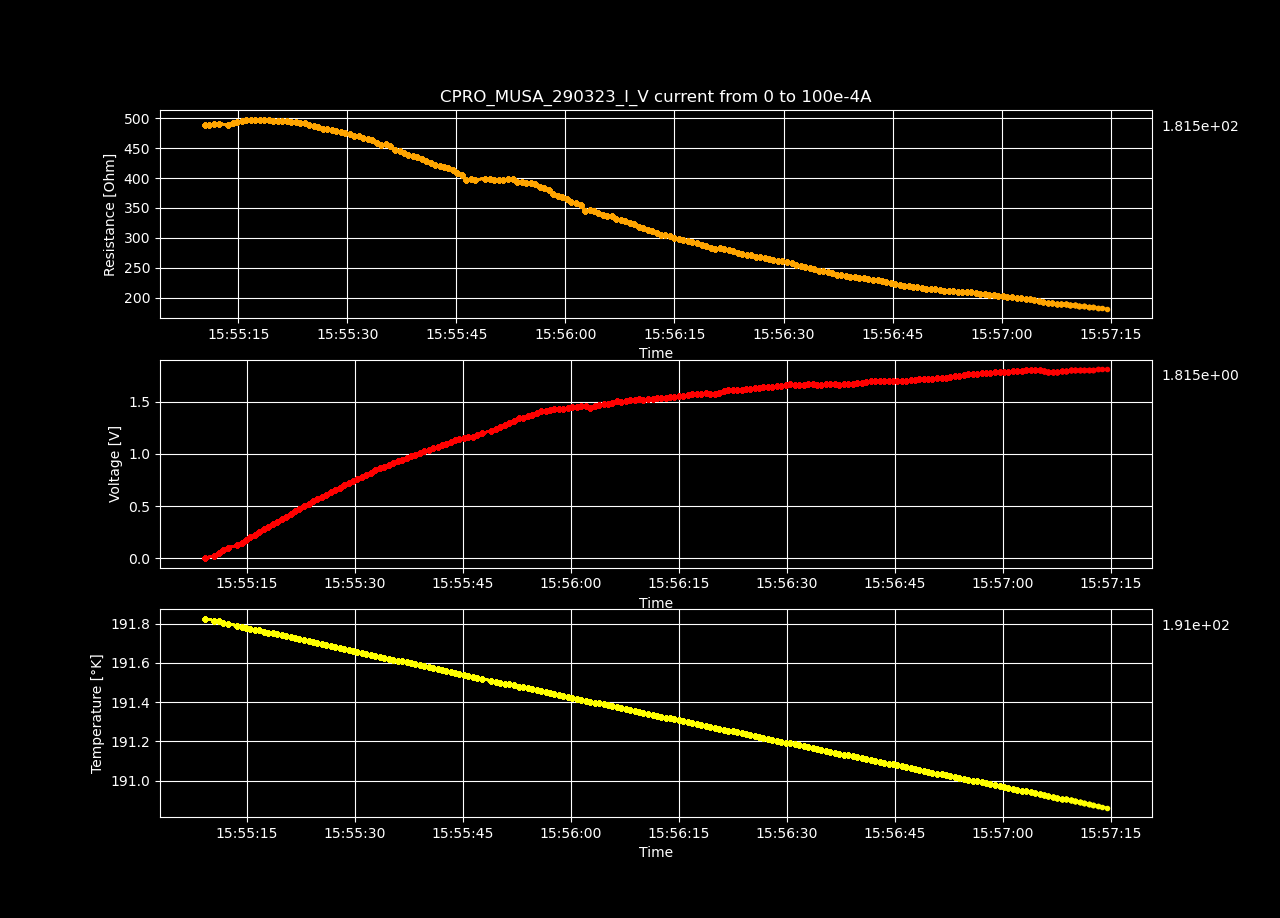 CPRO_MUSA_290323_I_V current from 0 to 100e-4A
500
450
400
350
300
250
200
Resistance [Ohm]
1.815e+02
15:55:15 15:55:30 15:55:45 15:56:00 15:56:15 15:56:30 15:56:45 15:57:00 15:57:15
Time
1.5
1.0
0.5
0.0
Voltage [V]
1.815e+00
15:55:15 15:55:30 15:55:45 15:56:00 15:56:15 15:56:30 15:56:45 15:57:00 15:57:15
Time
191.8
191.6
191.4
191.2
191.0
Temperature [°K]
1.91e+02
15:55:15 15:55:30 15:55:45 15:56:00 15:56:15 15:56:30 15:56:45 15:57:00 15:57:15
Time